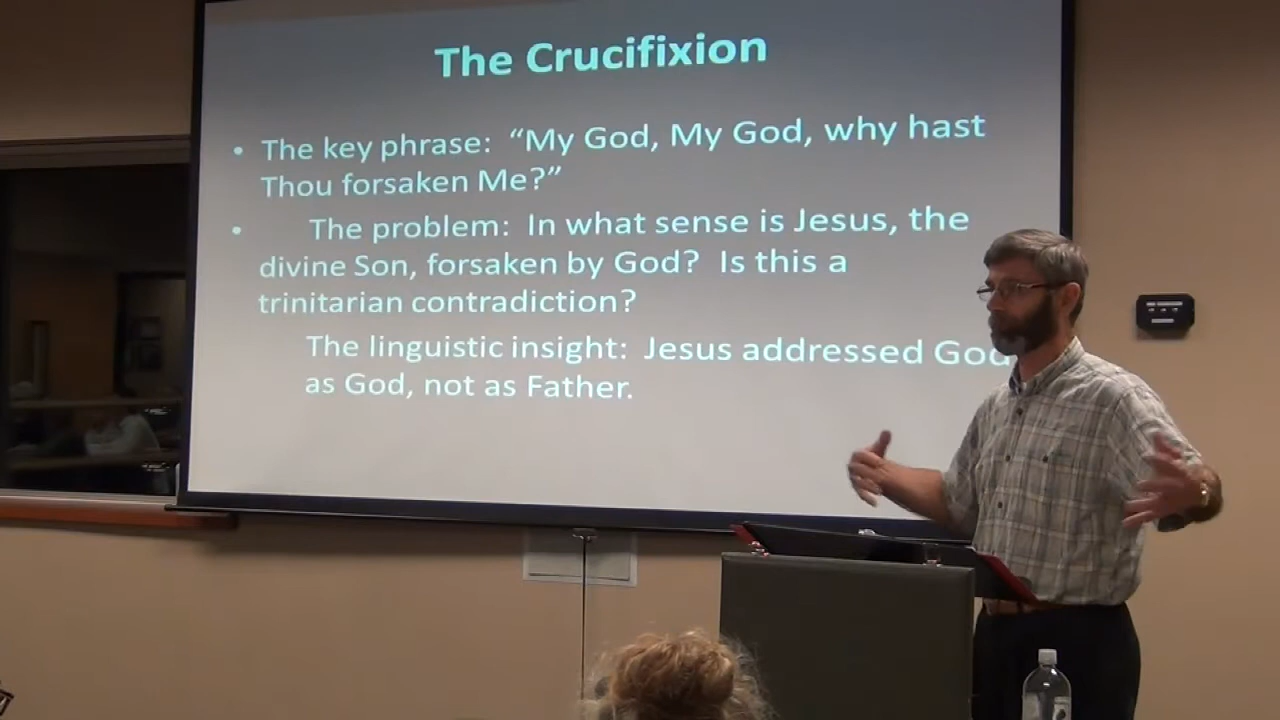 The Crucifixion
• The key phrase: “My God, My God, why hast
Thou forsaken Me?”
• The problem: In what sense is Jesus, the
divine Son, forsaken by God? Is this a
trinitarian contradiction?
The linguistic insight: Jesus addressed God
as God, not as Father.